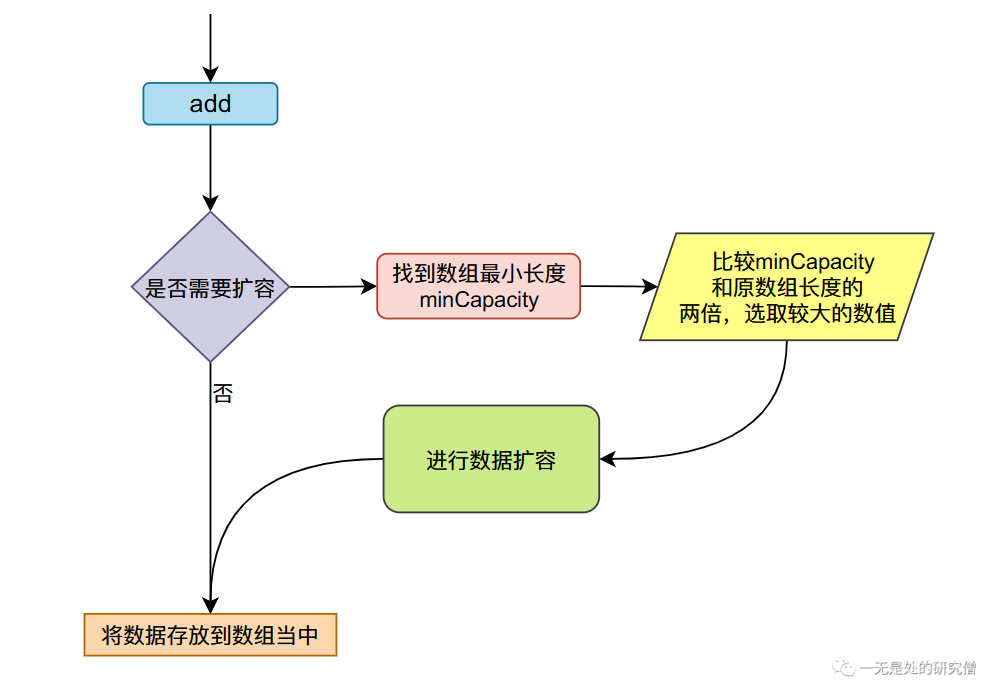 add
是否需要扩容
找到数组最小长度
minCapacity
比较minCapacity
和原数组长度的
两倍，选取较大的数值
否
进行数据扩容
将数据存放到数组当中
一无是处的研究僧